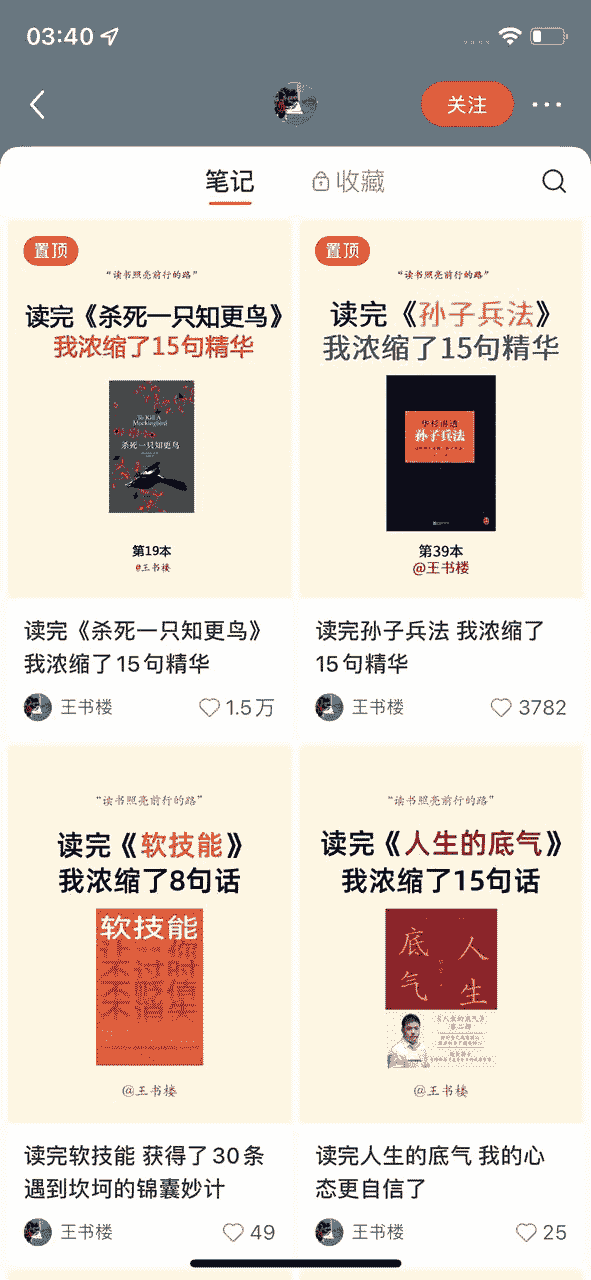 03:40
关注
笔记
收藏
置顶
“读书照亮前行的路”
读完《杀死一只知更鸟》
我浓缩了15句精华
To Kill A
Mockingbird
杀死一只知更鸟
第19本
@王书楼
读完《杀死一只知更鸟》
我浓缩了15句精华
王书楼
1.5万
置顶
“读书照亮前行的路”
读完《孙子兵法》
我浓缩了15句精华
华杉讲透
孙子兵法
第39本
@王书楼
读完孙子兵法 我浓缩了
15句精华
王书楼
3782
“读书照亮前行的路”
读完《软技能》
我浓缩了8句话
软技能
@王书楼
读完软技能 获得了30条
遇到坎坷的锦囊妙计
王书楼
49
“读书照亮前行的路”
读完《人生的底气》
我浓缩了15句话
人生
底气
@王书楼
读完人生的底气 我的心
态更自信了
王书楼
25